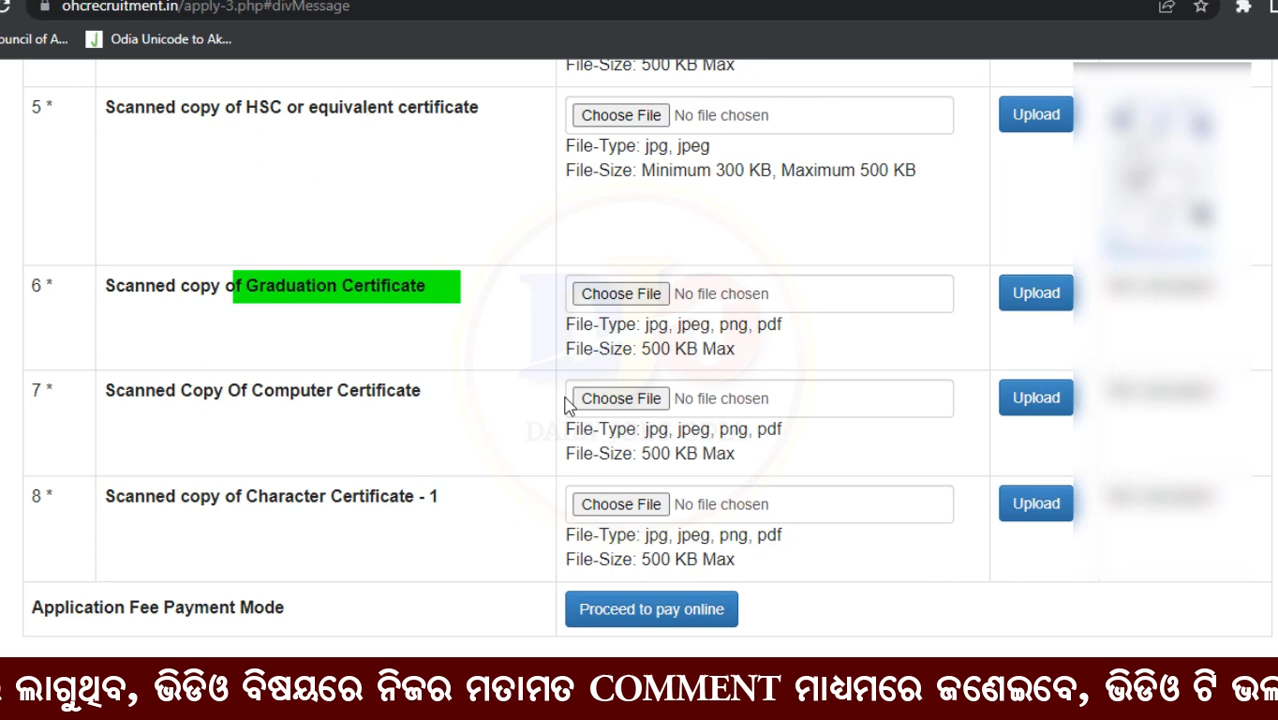 ohcrecruitment.in/apply-3.php#divMessage
ouncil of A... Odia Unicode to Ak...
File-Size: 500 KB Max
5 * Scanned copy of HSC or equivalent certificate Choose File No file chosen Upload
File-Type: jpg, jpeg
File-Size: Minimum 300 KB, Maximum 500 KB
6 * Scanned copy of Graduation Certificate Choose File No file chosen Upload
File-Type: jpg, jpeg, png, pdf
File-Size: 500 KB Max
7 * Scanned Copy Of Computer Certificate Choose File No file chosen Upload
File-Type: jpg, jpeg, png, pdf
File-Size: 500 KB Max
8 * Scanned copy of Character Certificate - 1 Choose File No file chosen Upload
File-Type: jpg, jpeg, png, pdf
File-Size: 500 KB Max
Application Fee Payment Mode Proceed to pay online
ଲାଗୁଥିବ, ଭିଡିଓ ବିଷୟରେ ନିଜର ମତାମତ COMMENT ମାଧ୍ୟମରେ ଜଣେଇବେ, ଭିଡିଓ ଟି ଭଲ